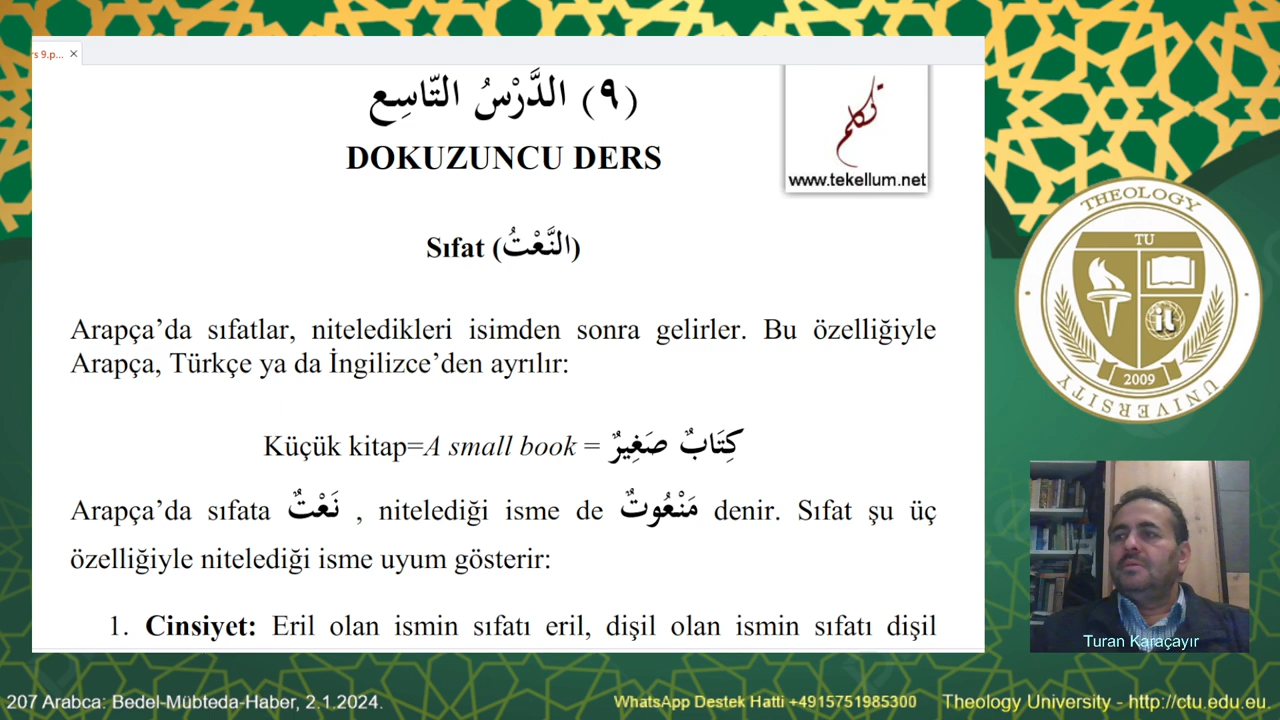 rs 9.p...
(٩) الدَّرْسُ التّاسِع
DOKUZUNCU DERS
تكلم
www.tekellum.net
Sıfat (النَّعْتُ)
Arapça’da sıfatlar, niteledikleri isimden sonra gelirler. Bu özelliğiyle
Arapça, Türkçe ya da İngilizce’den ayrılır:
Küçük kitap=A small book = كِتَابٌ صَغِيرٌ
Arapça’da sıfata نَعْتٌ , nitelediği isme de مَنْعُوتٌ denir. Sıfat şu üç
özelliğiyle nitelediği isme uyum gösterir:
1. Cinsiyet: Eril olan ismin sıfatı eril, dişil olan ismin sıfatı dişil
THEOLOGY
TU
it
2009
UNIVERSITY
Turan Karaçayır
207 Arabca: Bedel-Mübteda-Haber, 2.1.2024.
WhatsApp Destek Hatti +4915751985300
Theology University - http://ctu.edu.eu.